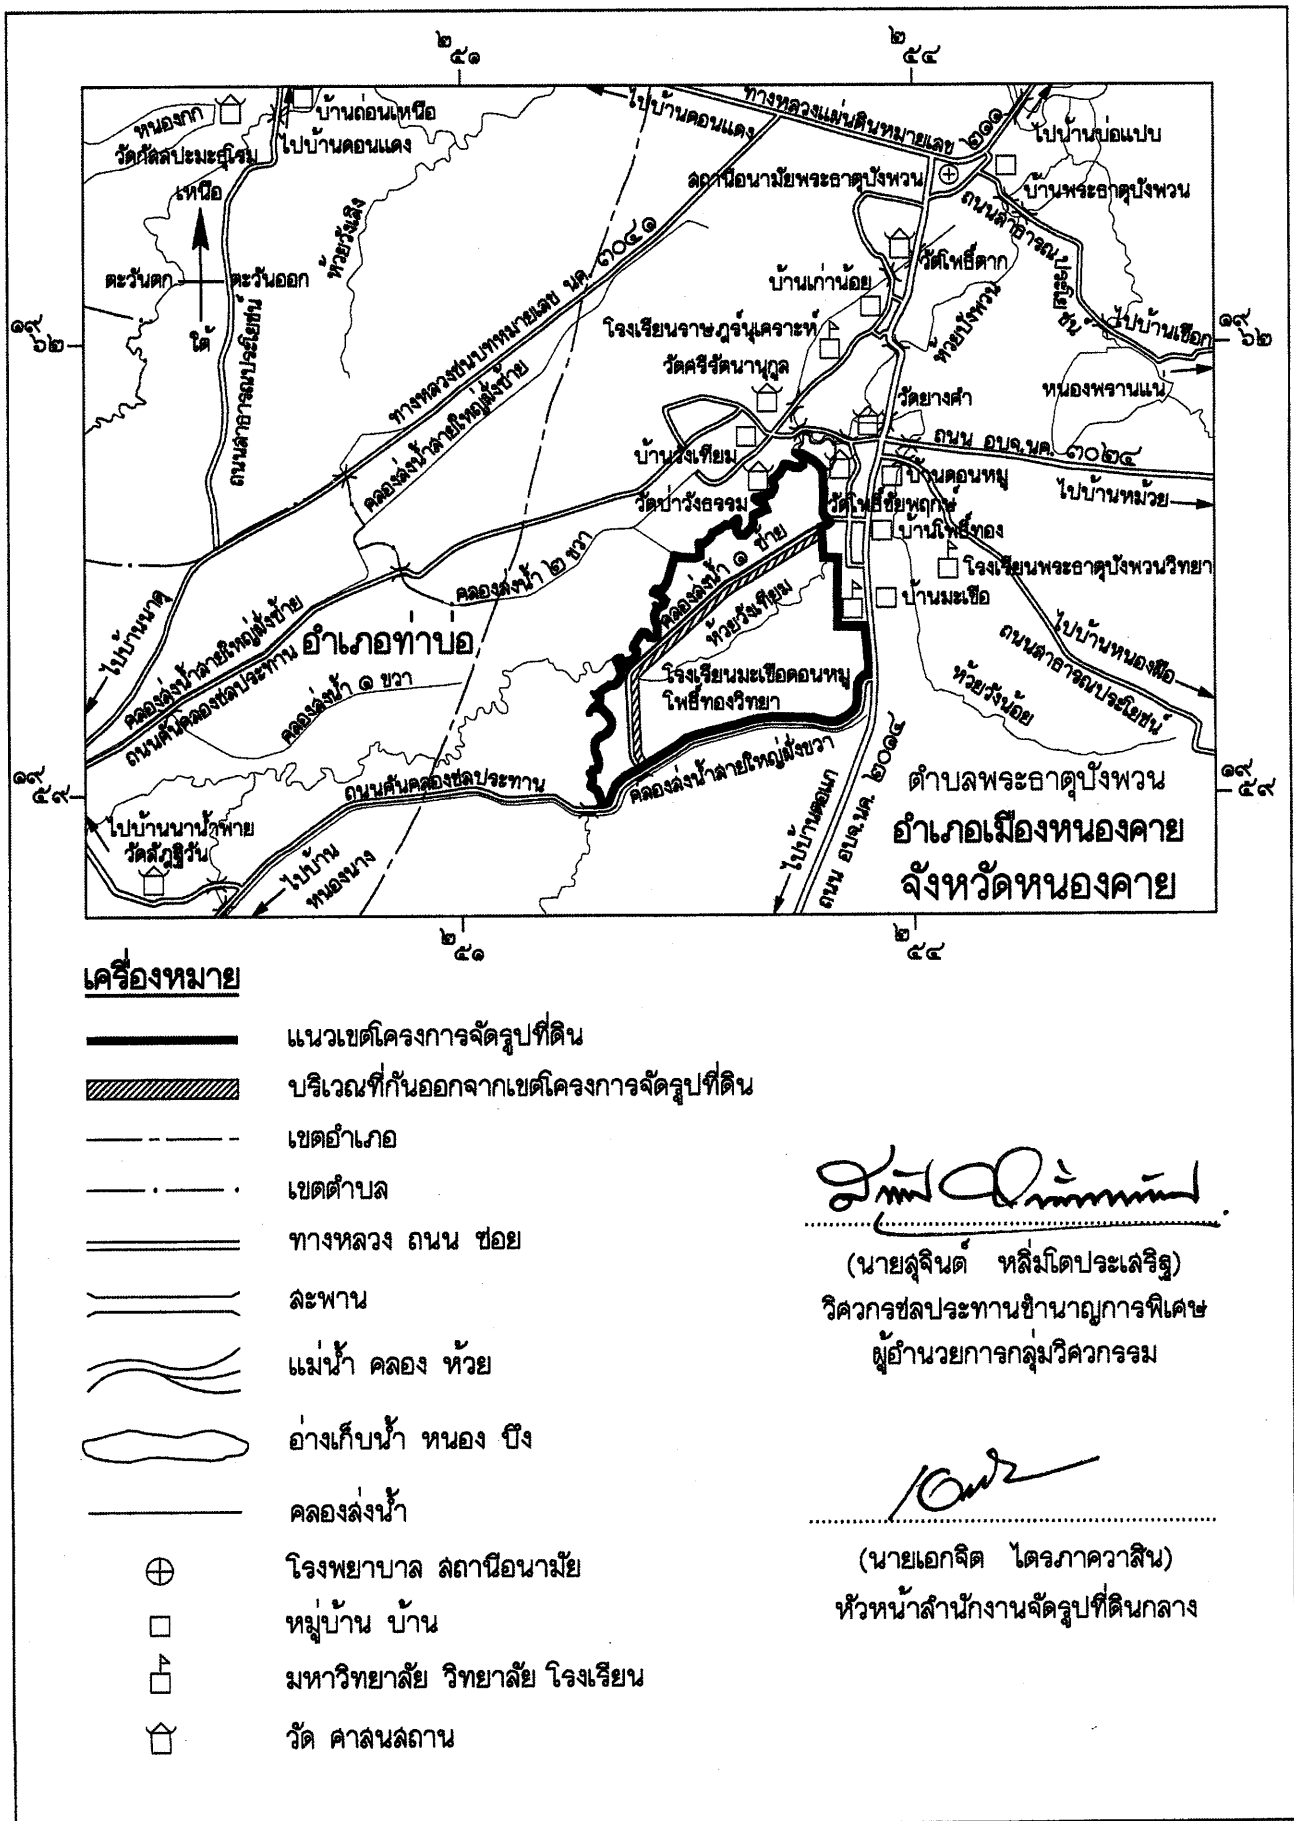 ๒๕๑
๒๕๔
ทางหลวงแผ่นดินหมายเลข ๒๑๑
ไปบ้านดอนแดง
หนองกก
บ้านถ่อนเหนือ
ไปบ้านดอนแดง
ไปบ้านบ่อแปบ
วัดกัลลปะมะธุโรม
สถานีอนามัยพระธาตุบังพวน
บ้านพระธาตุบังพวน
เหนือ
ห้วยวังเดิง
ถนนสาธารณประโยชน์
วัดโพธิ์ตาก
ตะวันตก
ตะวันออก
ทางหลวงชนบทหมายเลข นค. ๓๐๔๑
บ้านเก่าน้อย
๑๙๖๒
ใต้
ถนนสาธารณประโยชน์
โรงเรียนราษฎร์นุเคราะห์
ห้วยบังพวน
ไปบ้านเชือก
๑๙๖๒
วัดศรีรัตนานุกูล
หนองพรานแน่
คลองส่งน้ำสายใหญ่ฝั่งซ้าย
วัดยางคำ
ถนน อบจ.นค. ๓๐๒๔
บ้านวังเทียม
บ้านดอนหมู
ไปบ้านหม้วย
วัดป่าวังธรรม
วัดโพธิ์ชัยพฤกษ์
บ้านโพธิ์ทอง
คลองส่งน้ำ ๑ ซ้าย
โรงเรียนพระธาตุบังพวนวิทยา
คลองส่งน้ำ ๒ ขวา
ห้วยวังเทียม
บ้านมะเขือ
ไปบ้านนาดุ
คลองส่งน้ำสายใหญ่ฝั่งซ้าย
อำเภอท่าบ่อ
ไปบ้านหนองผือ
ถนนคันคลองชลประทาน
คลองส่งน้ำ ๑ ขวา
โรงเรียนมะเขือดอนหมู
โพธิ์ทองวิทยา
ห้วยวังน้อย
ถนนสาธารณประโยชน์
๑๙๕๙
ถนนคันคลองชลประทาน
คลองส่งน้ำสายใหญ่ฝั่งขวา
ตำบลพระธาตุบังพวน
๑๙๕๙
ไปบ้านนาน้ำพาย
ไปบ้านดอนภา
ถนน อบจ.นค. ๒๐๑๔
อำเภอเมืองหนองคาย
วัดลัฎฐิวัน
ไปบ้าน
หนองนาง
จังหวัดหนองคาย
๒๕๑
๒๕๔
เครื่องหมาย
แนวเขตโครงการจัดรูปที่ดิน
บริเวณที่กันออกจากเขตโครงการจัดรูปที่ดิน
เขตอำเภอ
เขตตำบล
ทางหลวง ถนน ซอย
สะพาน
แม่น้ำ คลอง ห้วย
อ่างเก็บน้ำ หนอง บึง
คลองส่งน้ำ
โรงพยาบาล สถานีอนามัย
หมู่บ้าน บ้าน
มหาวิทยาลัย วิทยาลัย โรงเรียน
วัด ศาสนสถาน
(นายสุจินต์ หลิ่มโตประเสริฐ)
วิศวกรชลประทานชำนาญการพิเศษ
ผู้อำนวยการกลุ่มวิศวกรรม
(นายเอกจิต ไตรภาควาสิน)
หัวหน้าสำนักงานจัดรูปที่ดินกลาง